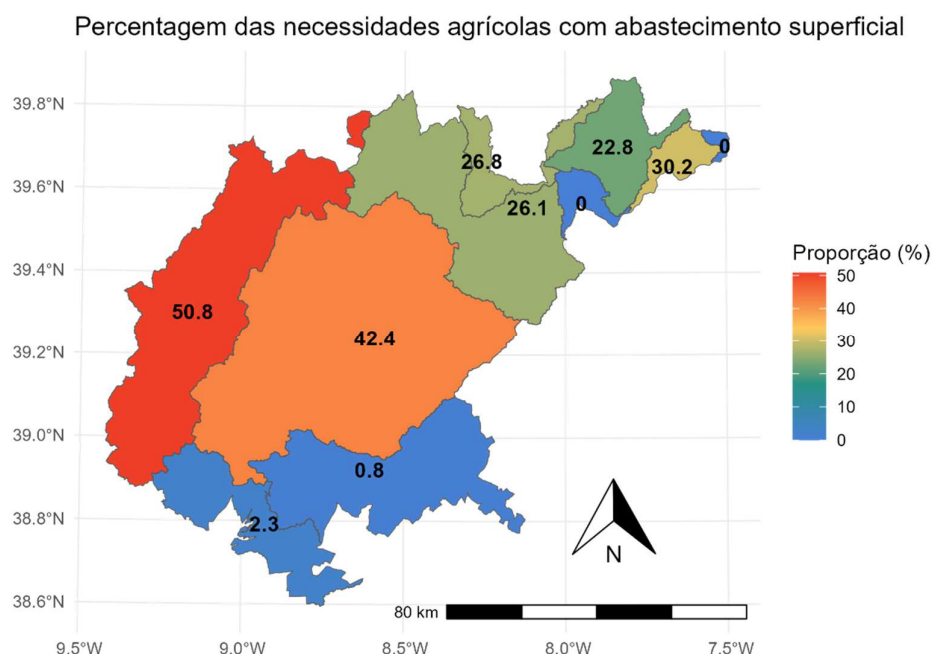 Percentagem das necessidades agrícolas com abastecimento superficial
39.8°N
39.6°N
39.4°N
39.2°N
39.0°N
38.8°N
38.6°N
26.8
22.8
0
30.2
26.1
0
50.8
42.4
0.8
2.3
Proporção (%)
50
40
30
20
10
0
N
80 km
9.5°W
9.0°W
8.5°W
8.0°W
7.5°W